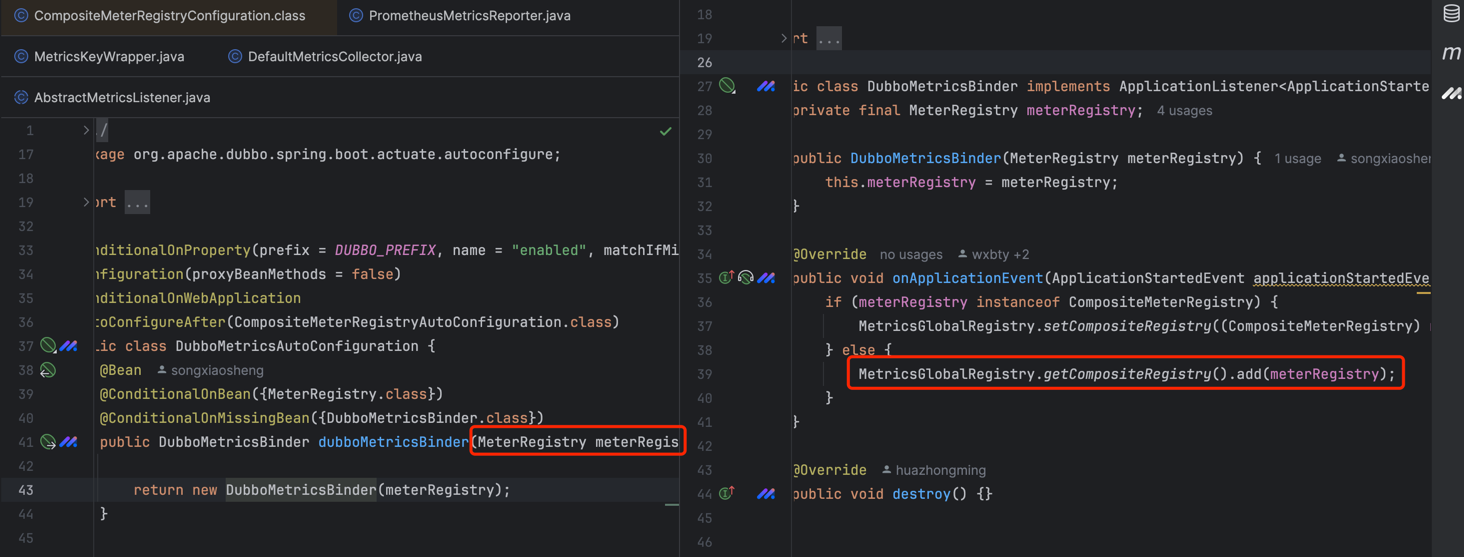 CompositeMeterRegistryConfiguration.class
PrometheusMetricsReporter.java
MetricsKeyWrapper.java
DefaultMetricsCollector.java
AbstractMetricsListener.java
1 /
17 kage org.apache.dubbo.spring.boot.actuate.autoconfigure;
18
19 ort ...
32
33 nditionalOnProperty(prefix = DUBBO_PREFIX, name = "enabled", matchIfMi
34 nfiguration(proxyBeanMethods = false)
35 nditionalOnWebApplication
36 toConfigureAfter(CompositeMeterRegistryAutoConfiguration.class)
37 lic class DubboMetricsAutoConfiguration {
38 @Bean songxiaosheng
39 @ConditionalOnBean({MeterRegistry.class})
40 @ConditionalOnMissingBean({DubboMetricsBinder.class})
41 public DubboMetricsBinder dubboMetricsBinder(MeterRegistry meterRegis
42
43 return new DubboMetricsBinder(meterRegistry);
44 }
45
18
19 rt ...
26
27 ic class DubboMetricsBinder implements ApplicationListener<ApplicationStarte
28 private final MeterRegistry meterRegistry; 4 usages
29
30 public DubboMetricsBinder(MeterRegistry meterRegistry) { 1 usage songxiaosher
31 this.meterRegistry = meterRegistry;
32 }
33
34 @Override no usages wxbty +2
35 public void onApplicationEvent(ApplicationStartedEvent applicationStartedEve
36 if (meterRegistry instanceof CompositeMeterRegistry) {
37 MetricsGlobalRegistry.setCompositeRegistry((CompositeMeterRegistry)
38 } else {
39 MetricsGlobalRegistry.getCompositeRegistry().add(meterRegistry);
40 }
41 }
42
43 @Override huazhongming
44 public void destroy() {}
45
46
m